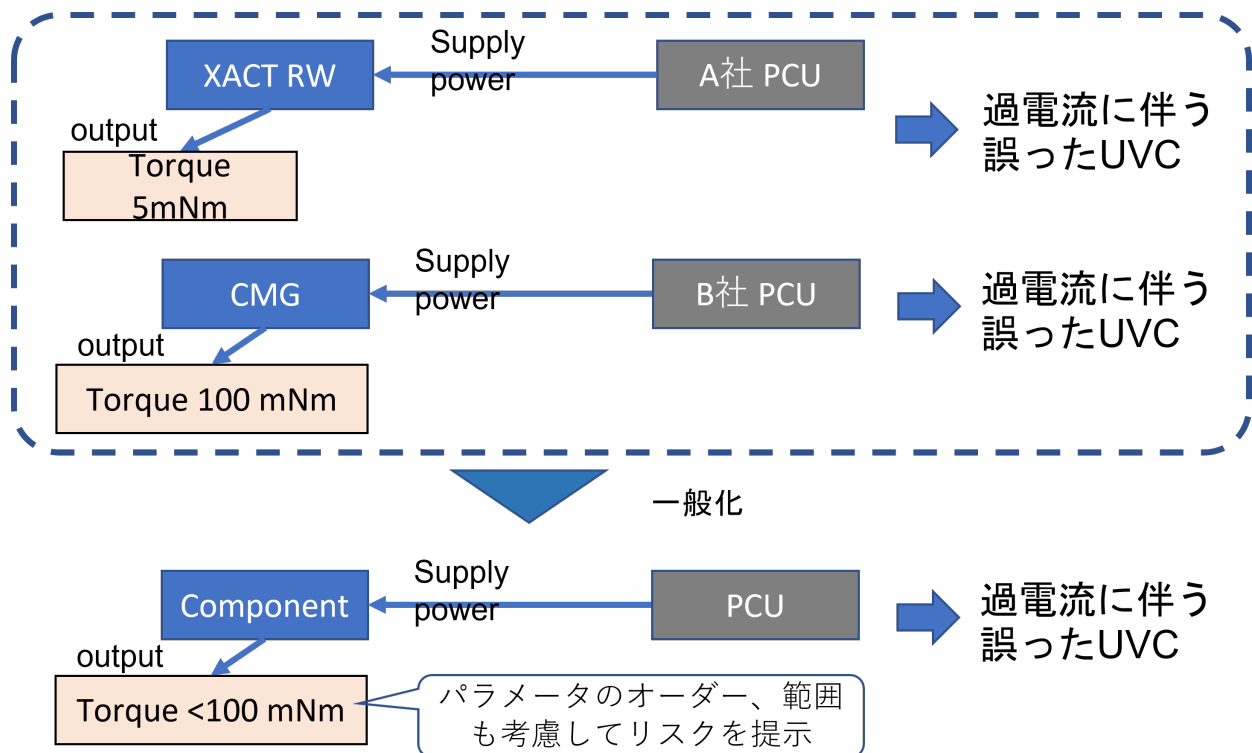 Supply
power
XACT RW
A社 PCU
過電流に伴う
誤ったUVC
output
Torque
5mNm
Supply
power
CMG
B社 PCU
過電流に伴う
誤ったUVC
output
Torque 100 mNm
一般化
Supply
power
Component
PCU
過電流に伴う
誤ったUVC
output
Torque <100 mNm
パラメータのオーダー、範囲
も考慮してリスクを提示